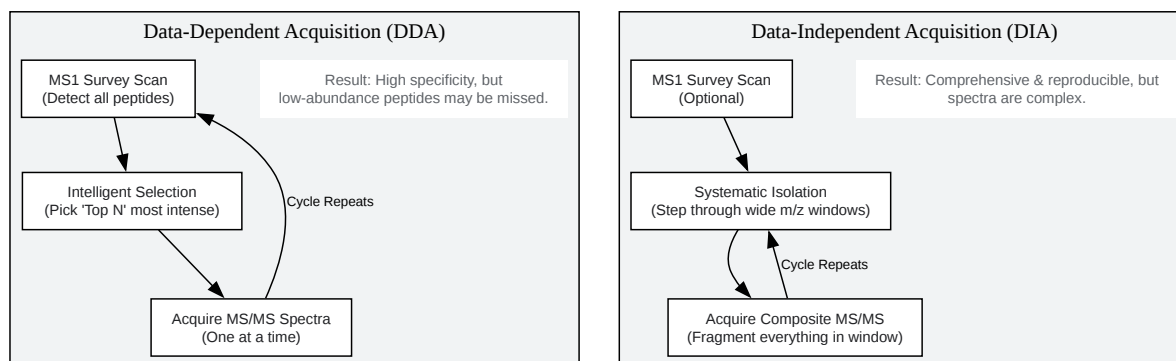 Data-Dependent Acquisition (DDA)
MS1 Survey Scan
(Detect all peptides)
Result: High specificity, but
low-abundance peptides may be missed.
Intelligent Selection
(Pick 'Top N' most intense)
Cycle Repeats
Acquire MS/MS Spectra
(One at a time)
Data-Independent Acquisition (DIA)
MS1 Survey Scan
(Optional)
Result: Comprehensive & reproducible, but
spectra are complex.
Systematic Isolation
(Step through wide m/z windows)
Cycle Repeats
Acquire Composite MS/MS
(Fragment everything in window)